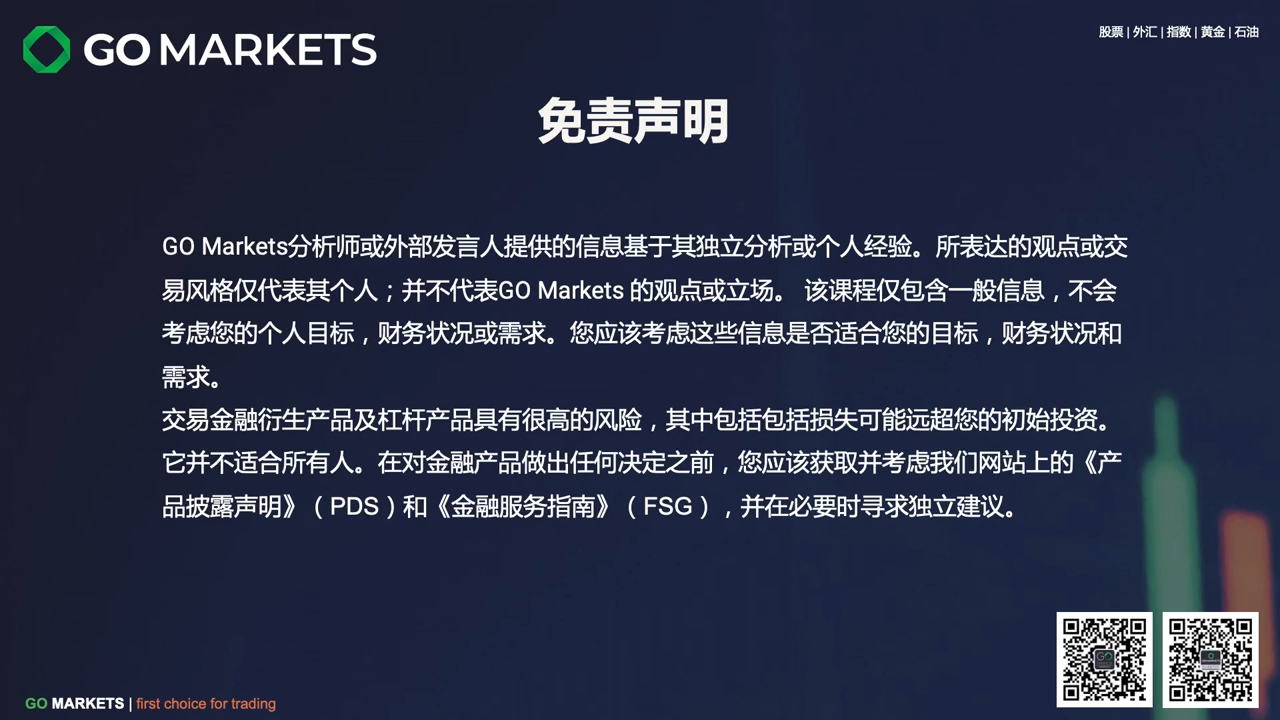 GO MARKETS
股票 | 外汇 | 指数 | 黄金 | 石油
免责声明
GO Markets分析师或外部发言人提供的信息基于其独立分析或个人经验。所表达的观点或交
易风格仅代表其个人；并不代表GO Markets 的观点或立场。 该课程仅包含一般信息，不会
考虑您的个人目标，财务状况或需求。您应该考虑这些信息是否适合您的目标，财务状况和
需求。
交易金融衍生产品及杠杆产品具有很高的风险，其中包括包括损失可能远超您的初始投资。
它并不适合所有人。在对金融产品做出任何决定之前，您应该获取并考虑我们网站上的《产
品披露声明》（PDS）和《金融服务指南》（FSG），并在必要时寻求独立建议。
GO MARKETS | first choice for trading